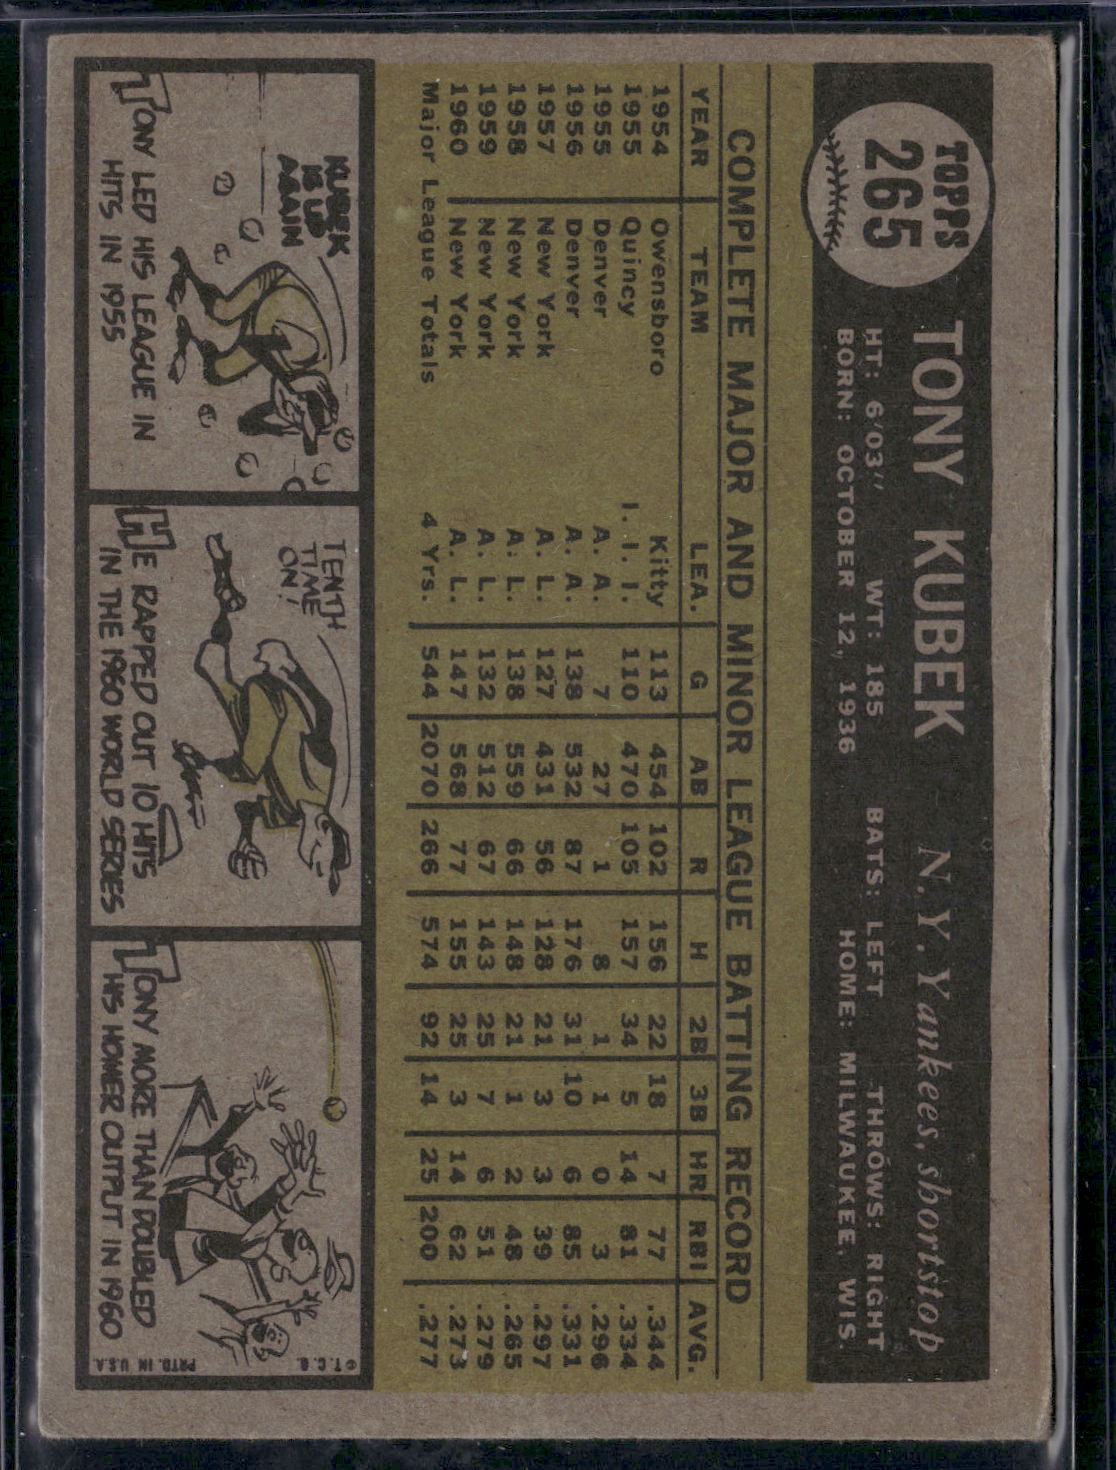 TOPPS
265
TONY KUBEK N. Y. Yankees, shortstop
HT: 6'03" WT: 185 BATS: LEFT THROWS: RIGHT
BORN: OCTOBER 12, 1936 HOME: MILWAUKEE, WIS.
COMPLETE MAJOR AND MINOR LEAGUE BATTING RECORD
YEAR TEAM LEA. G AB R H 2B 3B HR RBI AVG.
1954 Owensboro Kitty 113 454 102 156 22 18 7 77 .344
1955 Quincy I. I. I. 110 470 105 157 34 5 14 81 .334
1955 Denver A. A. 7 27 1 8 1 1 0 3 .296
1956 Denver A. A. 138 532 87 176 31 10 6 85 .331
1957 New York A. L. 127 431 56 128 21 3 3 39 .297
1958 New York A. L. 138 559 66 148 21 1 2 48 .265
1959 New York A. L. 132 512 67 143 25 7 6 51 .279
1960 New York A. L. 147 568 77 155 25 3 14 62 .273
Major League Totals 4 Yrs. 544 2070 266 574 92 14 25 200 .277
KUBEK
IS UP
AGAIN
TONY LED HIS LEAGUE IN
HITS IN 1955
TENTH
TIME
ON!
HE RAPPED OUT 10 HITS
IN THE 1960 WORLD SERIES
TONY MORE THAN DOUBLED
HIS HOMER OUTPUT IN 1960
© T. C. G.
PRTD. IN U.S.A.